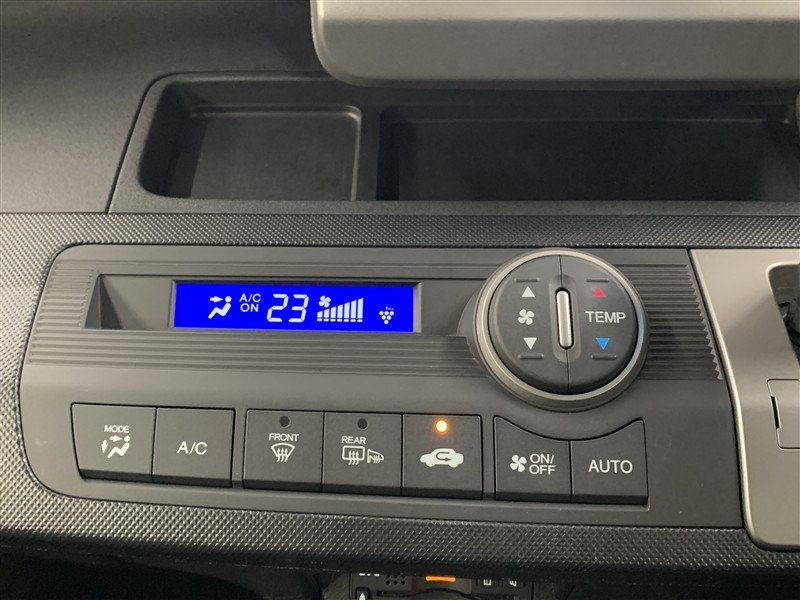 A/C
ON
23
TEMP
MODE
A/C
FRONT
REAR
ON/
OFF
AUTO